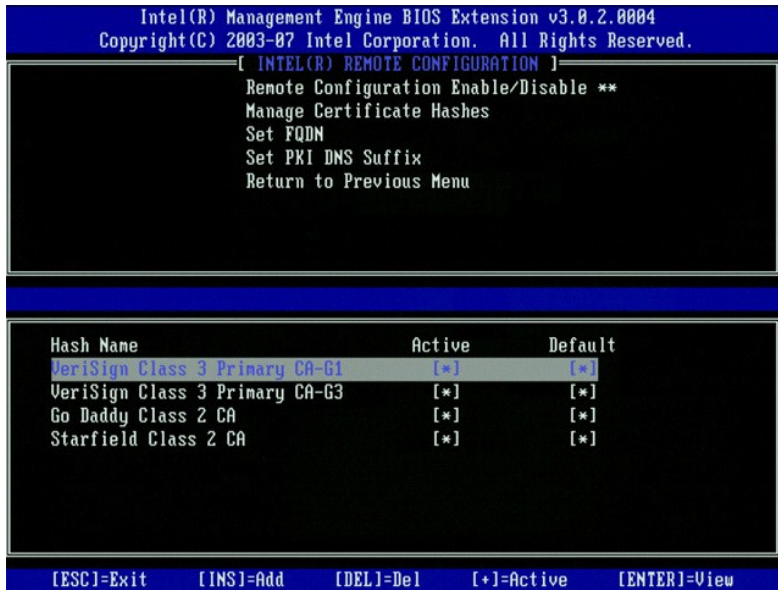 Intel(R) Management Engine BIOS Extension v3.0.2.0004
Copyright(C) 2003-07 Intel Corporation. All Rights Reserved.
[ INTEL(R) REMOTE CONFIGURATION ]
Remote Configuration Enable/Disable **
Manage Certificate Hashes
Set FQDN
Set PKI DNS Suffix
Return to Previous Menu
Hash Name Active Default
VeriSign Class 3 Primary CA-G1 [*] [*]
VeriSign Class 3 Primary CA-G3 [*] [*]
Go Daddy Class 2 CA [*] [*]
Starfield Class 2 CA [*] [*]
[ESC]=Exit [INS]=Add [DEL]=Del [+]=Active [ENTER]=View